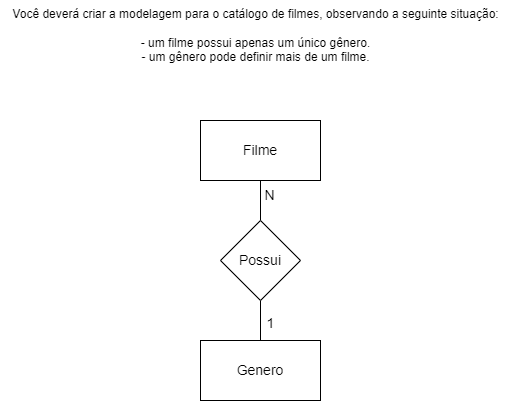 Você deverá criar a modelagem para o catálogo de filmes, observando a seguinte situação:
- um filme possui apenas um único gênero.
- um gênero pode definir mais de um filme.
Filme
N
Possui
1
Genero